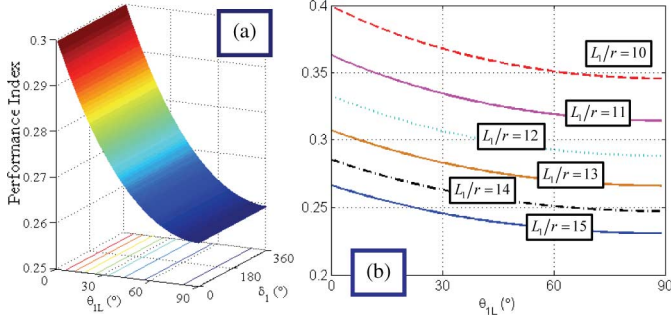 (a)
Performance Index
0.3
0.29
0.28
0.27
0.26
0.25
0
30
60
90
θ1L (°)
0
180
360
δ1 (°)
0.4
0.35
0.3
0.25
0.2
L1/r = 10
L1/r = 11
L1/r = 12
L1/r = 13
L1/r = 14
L1/r = 15
(b)
0
30
60
90
θ1L (°)